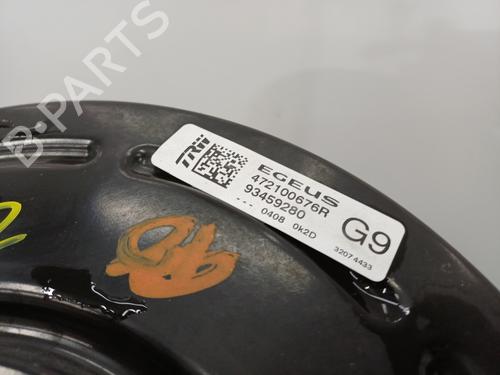 B-PARTS
TRW
EGEUS
472100676R
93459280
--- 0408 0k2D
G9
32074433